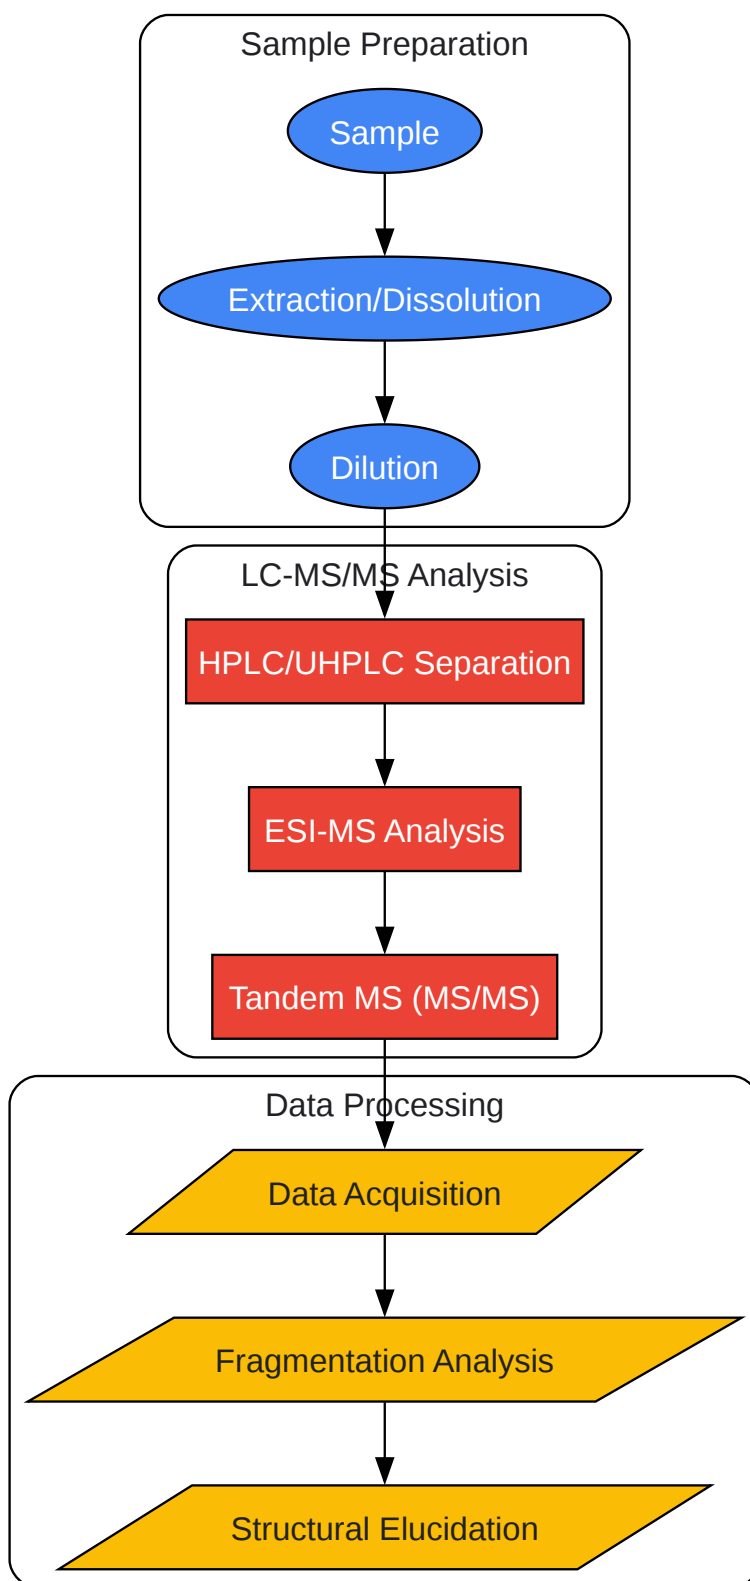 Sample Preparation
Sample
Extraction/Dissolution
Dilution
LC-MS/MS Analysis
HPLC/UHPLC Separation
ESI-MS Analysis
Tandem MS (MS/MS)
Data Processing
Data Acquisition
Fragmentation Analysis
Structural Elucidation